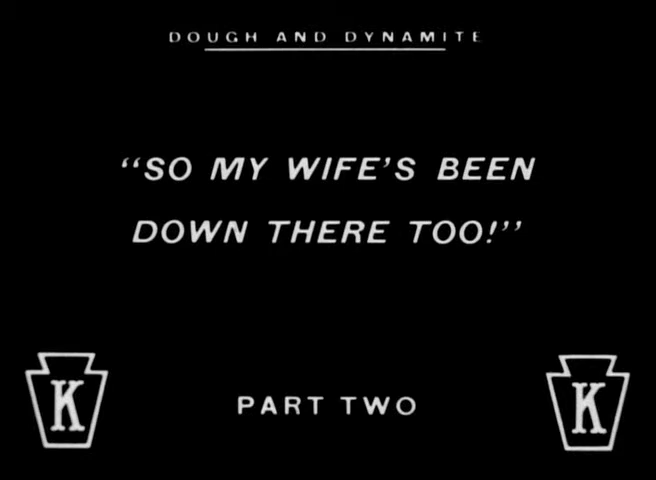 DOUGH AND DYNAMITE
“SO MY WIFE’S BEEN
DOWN THERE TOO!”
K PART TWO K